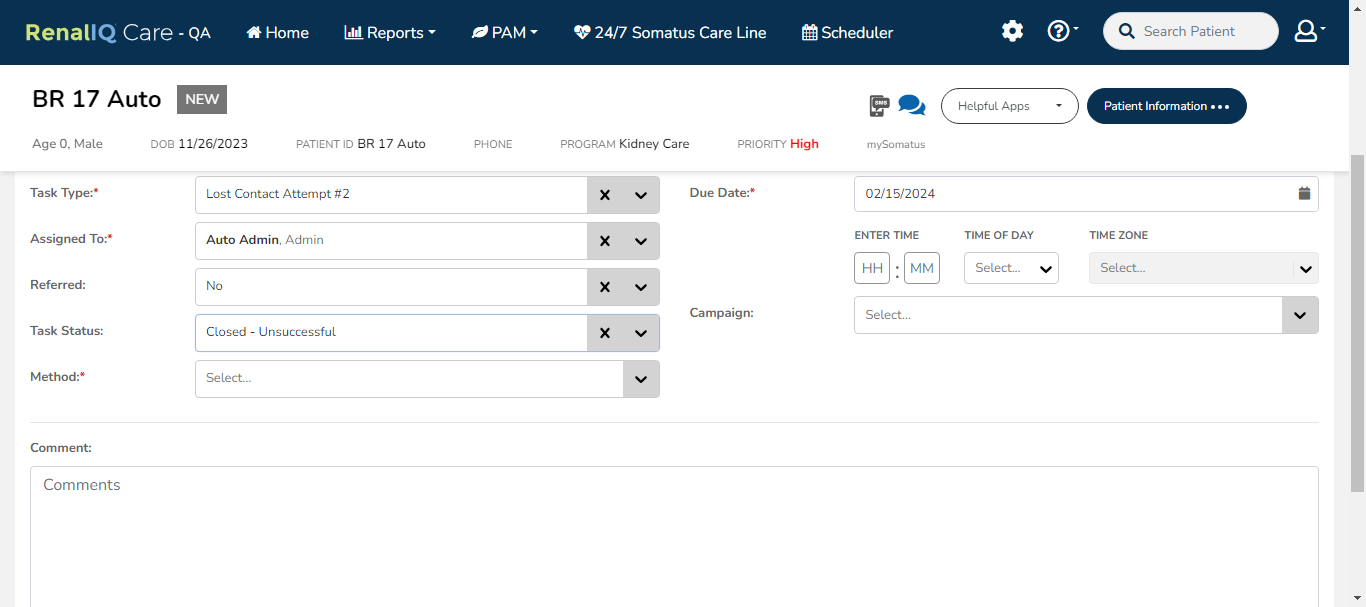 RenalIQ Care - QA Home Reports PAM 24/7 Somatus Care Line Scheduler Search Patient
BR 17 Auto NEW SMS Helpful Apps Patient Information •••
Age 0, Male DOB 11/26/2023 PATIENT ID BR 17 Auto PHONE PROGRAM Kidney Care PRIORITY High mySomatus
Task Type:* Lost Contact Attempt #2 Due Date:* 02/15/2024
Assigned To:* Auto Admin, Admin ENTER TIME TIME OF DAY TIME ZONE
HH : MM Select... Select...
Referred: No
Campaign: Select...
Task Status: Closed - Unsuccessful
Method:* Select...
Comment:
Comments